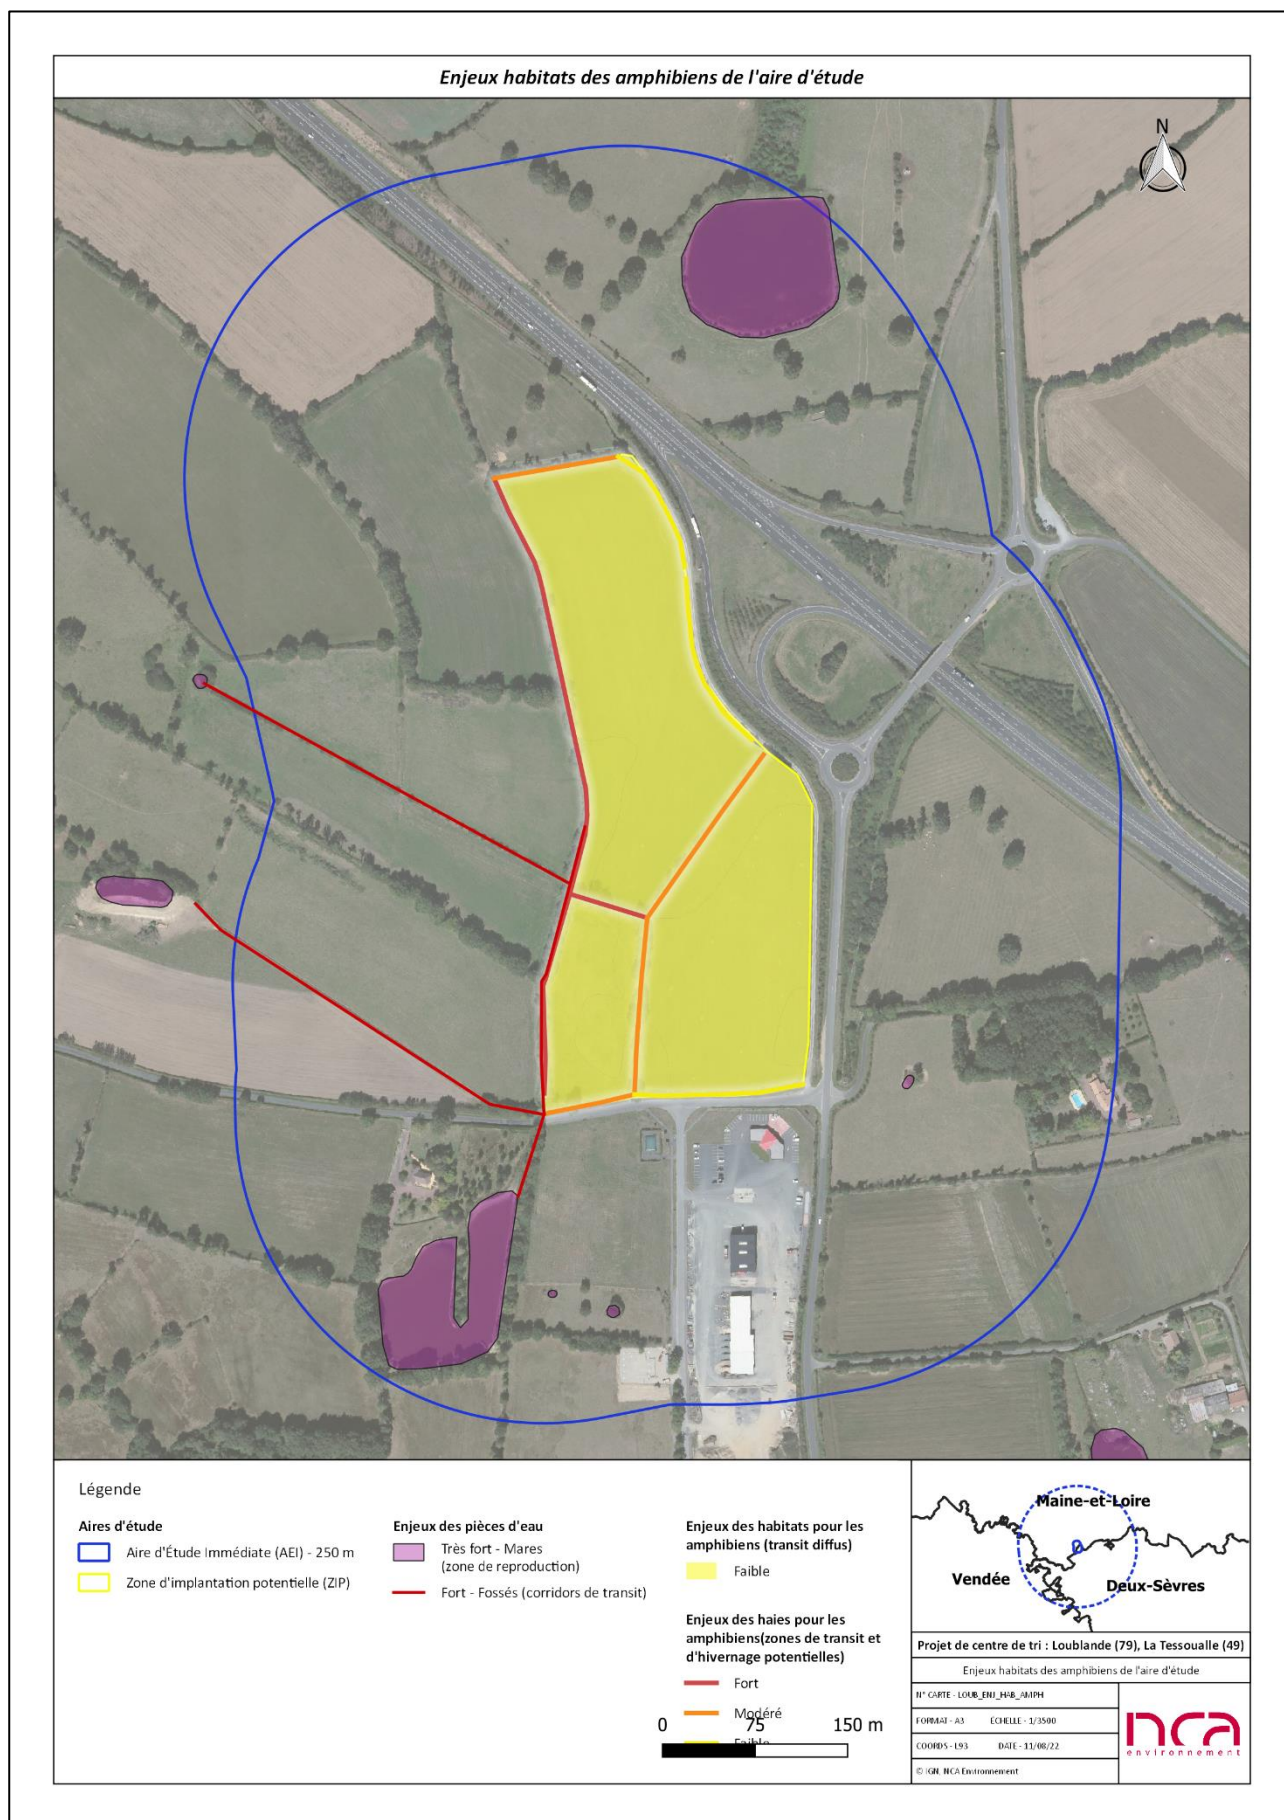 Enjeux habitats des amphibiens de l'aire d'étude
N
Légende
Aires d'étude
Aire d'Étude Immédiate (AEI) - 250 m
Zone d'implantation potentielle (ZIP)
Enjeux des pièces d'eau
Très fort - Mares
(zone de reproduction)
Fort - Fossés (corridors de transit)
Enjeux des habitats pour les
amphibiens (transit diffus)
Faible
Enjeux des haies pour les
amphibiens(zones de transit et
d'hivernage potentielles)
Fort
Modéré
Faible
0 75 150 m
Maine-et-Loire
Vendée
Deux-Sèvres
Projet de centre de tri : Loublande (79), La Tessoualle (49)
Enjeux habitats des amphibiens de l'aire d'étude
N° CARTE - LOUB_ENJ_HAB_AMPH
FORMAT - A3 ÉCHELLE - 1/3500
COORDS - L93 DATE - 11/08/22
© IGN, NCA Environnement
nca
environnement